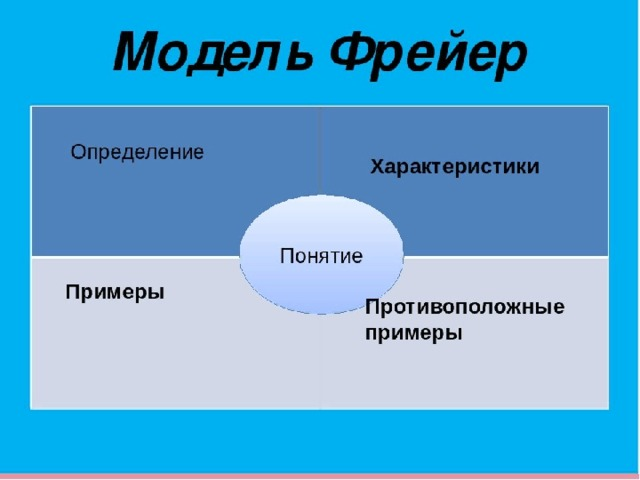 Модель Фрейер
Определение
Характеристики
Понятие
Примеры
Противоположные
примеры